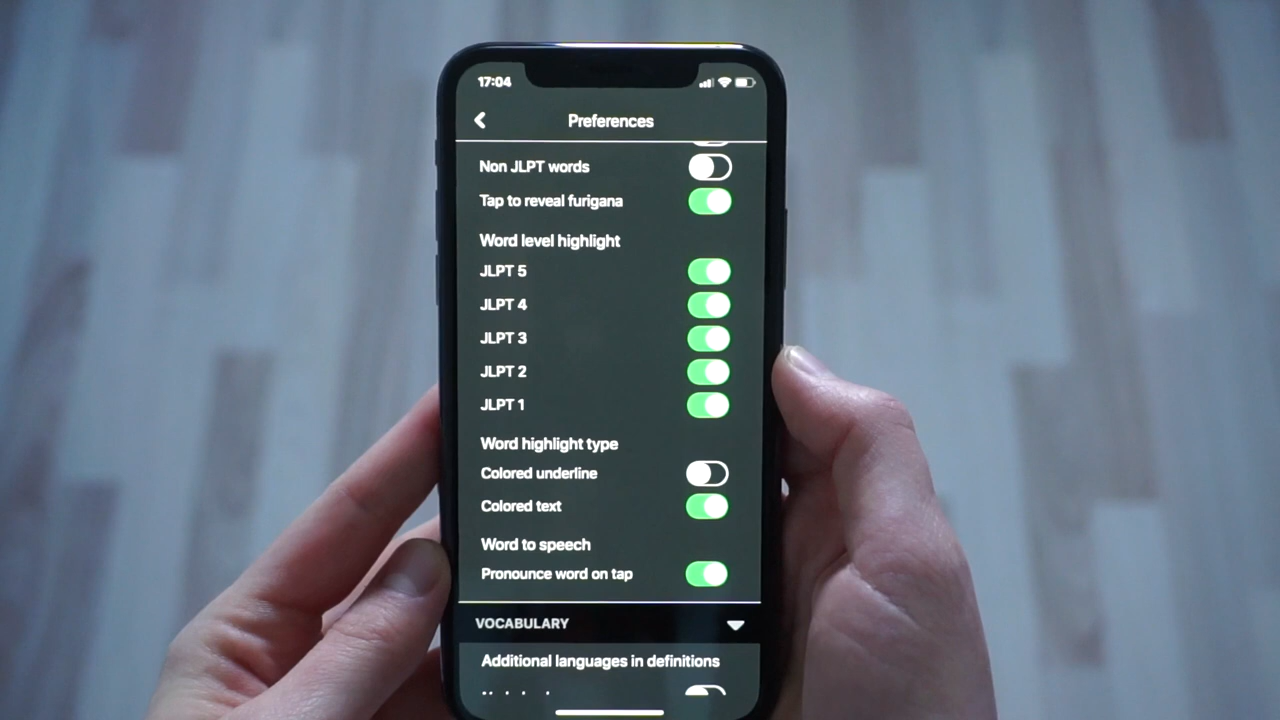 17:04
Preferences
Non JLPT words
Tap to reveal furigana
Word level highlight
JLPT 5
JLPT 4
JLPT 3
JLPT 2
JLPT 1
Word highlight type
Colored underline
Colored text
Word to speech
Pronounce word on tap
VOCABULARY
Additional languages in definitions